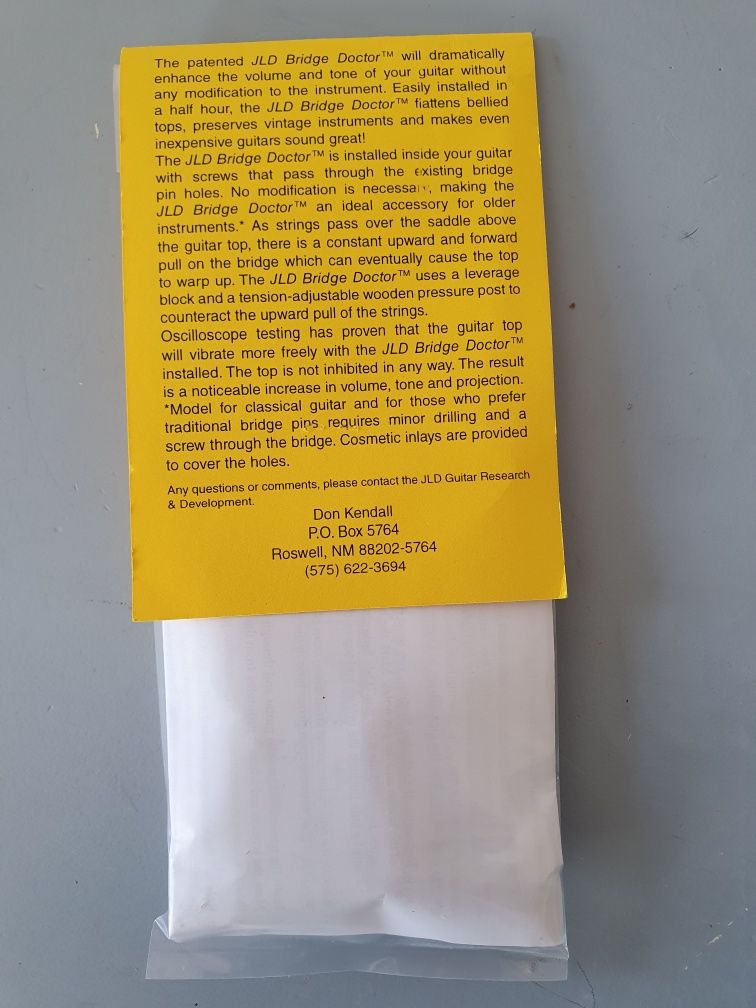 The patented JLD Bridge Doctor™ will dramatically
enhance the volume and tone of your guitar without
any modification to the instrument. Easily installed in
a half hour, the JLD Bridge Doctor™ flattens bellied
tops, preserves vintage instruments and makes even
inexpensive guitars sound great!
The JLD Bridge Doctor™ is installed inside your guitar
with screws that pass through the existing bridge
pin holes. No modification is necessary, making the
JLD Bridge Doctor™ an ideal accessory for older
instruments.* As strings pass over the saddle above
the guitar top, there is a constant upward and forward
pull on the bridge which can eventually cause the top
to warp up. The JLD Bridge Doctor™ uses a leverage
block and a tension-adjustable wooden pressure post to
counteract the upward pull of the strings.
Oscilloscope testing has proven that the guitar top
will vibrate more freely with the JLD Bridge Doctor™
installed. The top is not inhibited in any way. The result
is a noticeable increase in volume, tone and projection.
*Model for classical guitar and for those who prefer
traditional bridge pins requires minor drilling and a
screw through the bridge. Cosmetic inlays are provided
to cover the holes.
Any questions or comments, please contact the JLD Guitar Research
& Development.
Don Kendall
P.O. Box 5764
Roswell, NM 88202-5764
(575) 622-3694